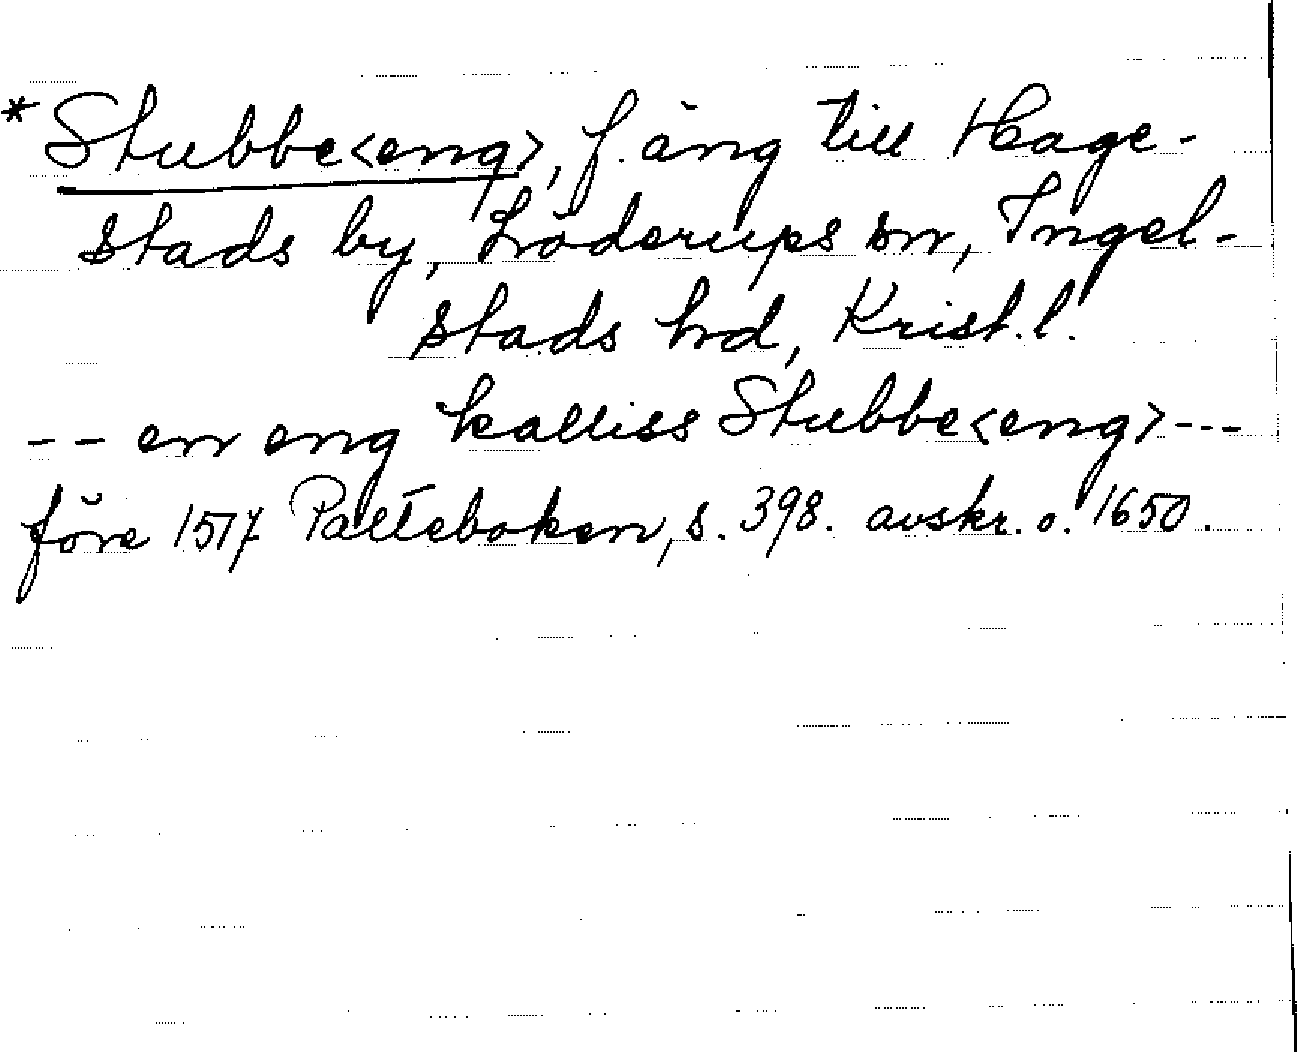 *Stubbe<eng>, f. äng till Hage-
stads by, Löderups sn, Ingel-
stads hd, Krist. l.
-- en eng kalliss Stubbe<eng>---
före 1517 Palteboken, s. 398. avskr. o. 1650.